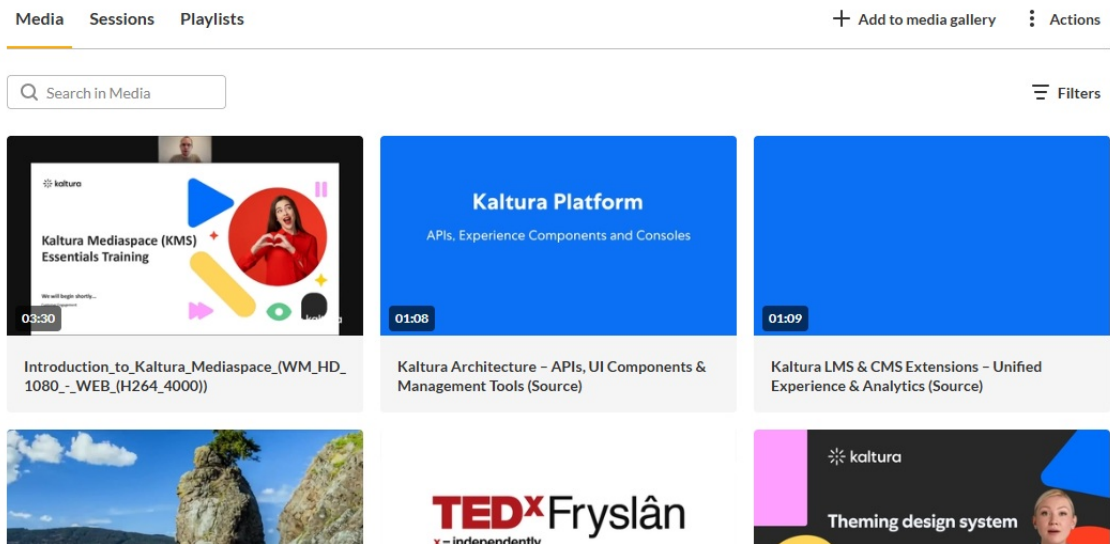 Media Sessions Playlists + Add to media gallery Actions
Search in Media Filters
kaltura
Kaltura Mediaspace (KMS)
Essentials Training
We will begin shortly...
03:30
Kaltura Platform
APIs, Experience Components and Consoles
01:08
01:09
Introduction_to_Kaltura_Mediaspace_(WM_HD_
1080_-_WEB_(H264_4000))
Kaltura Architecture – APIs, UI Components &
Management Tools (Source)
Kaltura LMS & CMS Extensions – Unified
Experience & Analytics (Source)
TEDxFryslân
x = independently
kaltura
Theming design system